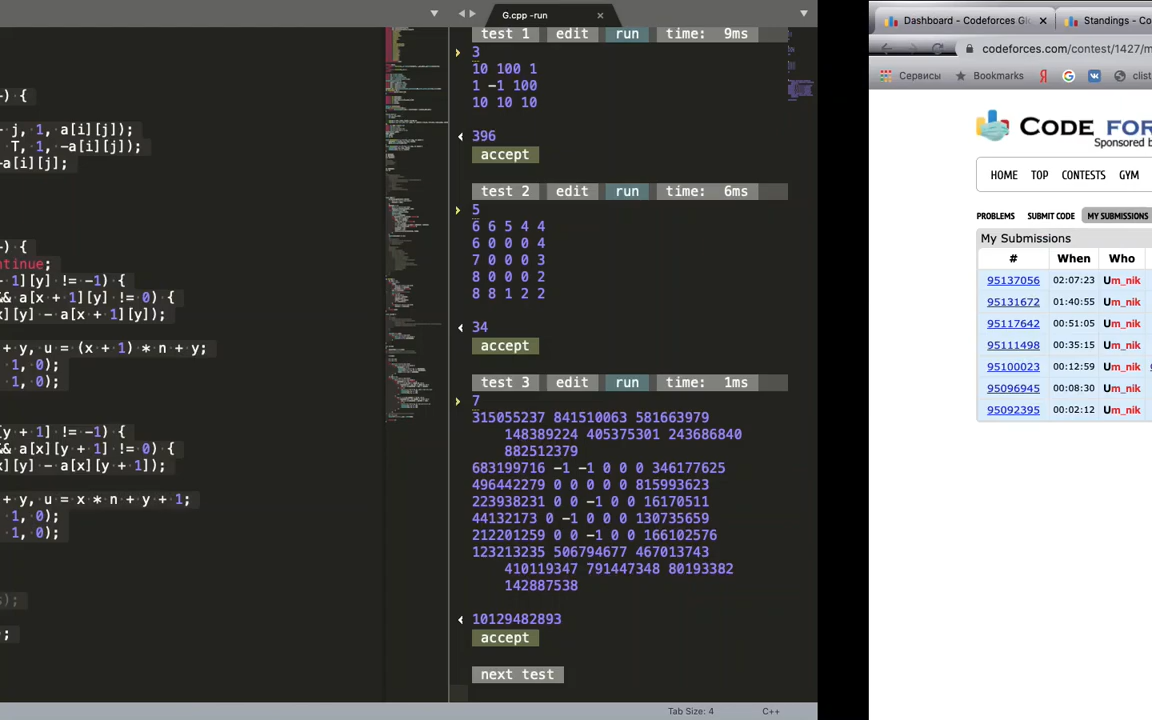 G.cpp -run
-) {
- j, 1, a[i][j]);
- T, 1, -a[i][j]);
-a[i][j];
-) {
ntinue;
- 1][y] != -1) {
&& a[x + 1][y] != 0) {
x][y] - a[x + 1][y]);
+ y, u = (x + 1) * n + y;
1, 0);
1, 0);
[y + 1] != -1) {
&& a[x][y + 1] != 0) {
x][y] - a[x][y + 1]);
+ y, u = x * n + y + 1;
1, 0);
1, 0);
s);
;
test 1 edit run time: 9ms
3
10 100 1
1 -1 100
10 10 10
396
accept
test 2 edit run time: 6ms
5
6 6 5 4 4
6 0 0 0 4
7 0 0 0 3
8 0 0 0 2
8 8 1 2 2
34
accept
test 3 edit run time: 1ms
7
315055237 841510063 581663979
148389224 405375301 243686840
882512379
683199716 -1 -1 0 0 0 346177625
496442279 0 0 0 0 0 815993623
223938231 0 0 -1 0 0 16170511
44132173 0 -1 0 0 0 130735659
212201259 0 0 -1 0 0 166102576
123213235 506794677 467013743
410119347 791447348 80193382
142887538
10129482893
accept
next test
Tab Size: 4 C++
Dashboard - Codeforces Gl Standings - Co
codeforces.com/contest/1427/m
Сервисы Bookmarks Я G clist
CODE FOR
Sponsored b
HOME TOP CONTESTS GYM
PROBLEMS SUBMIT CODE MY SUBMISSIONS
My Submissions
# When Who
95137056 02:07:23 Um_nik
95131672 01:40:55 Um_nik
95117642 00:51:05 Um_nik
95111498 00:35:15 Um_nik
95100023 00:12:59 Um_nik
95096945 00:08:30 Um_nik
95092395 00:02:12 Um_nik